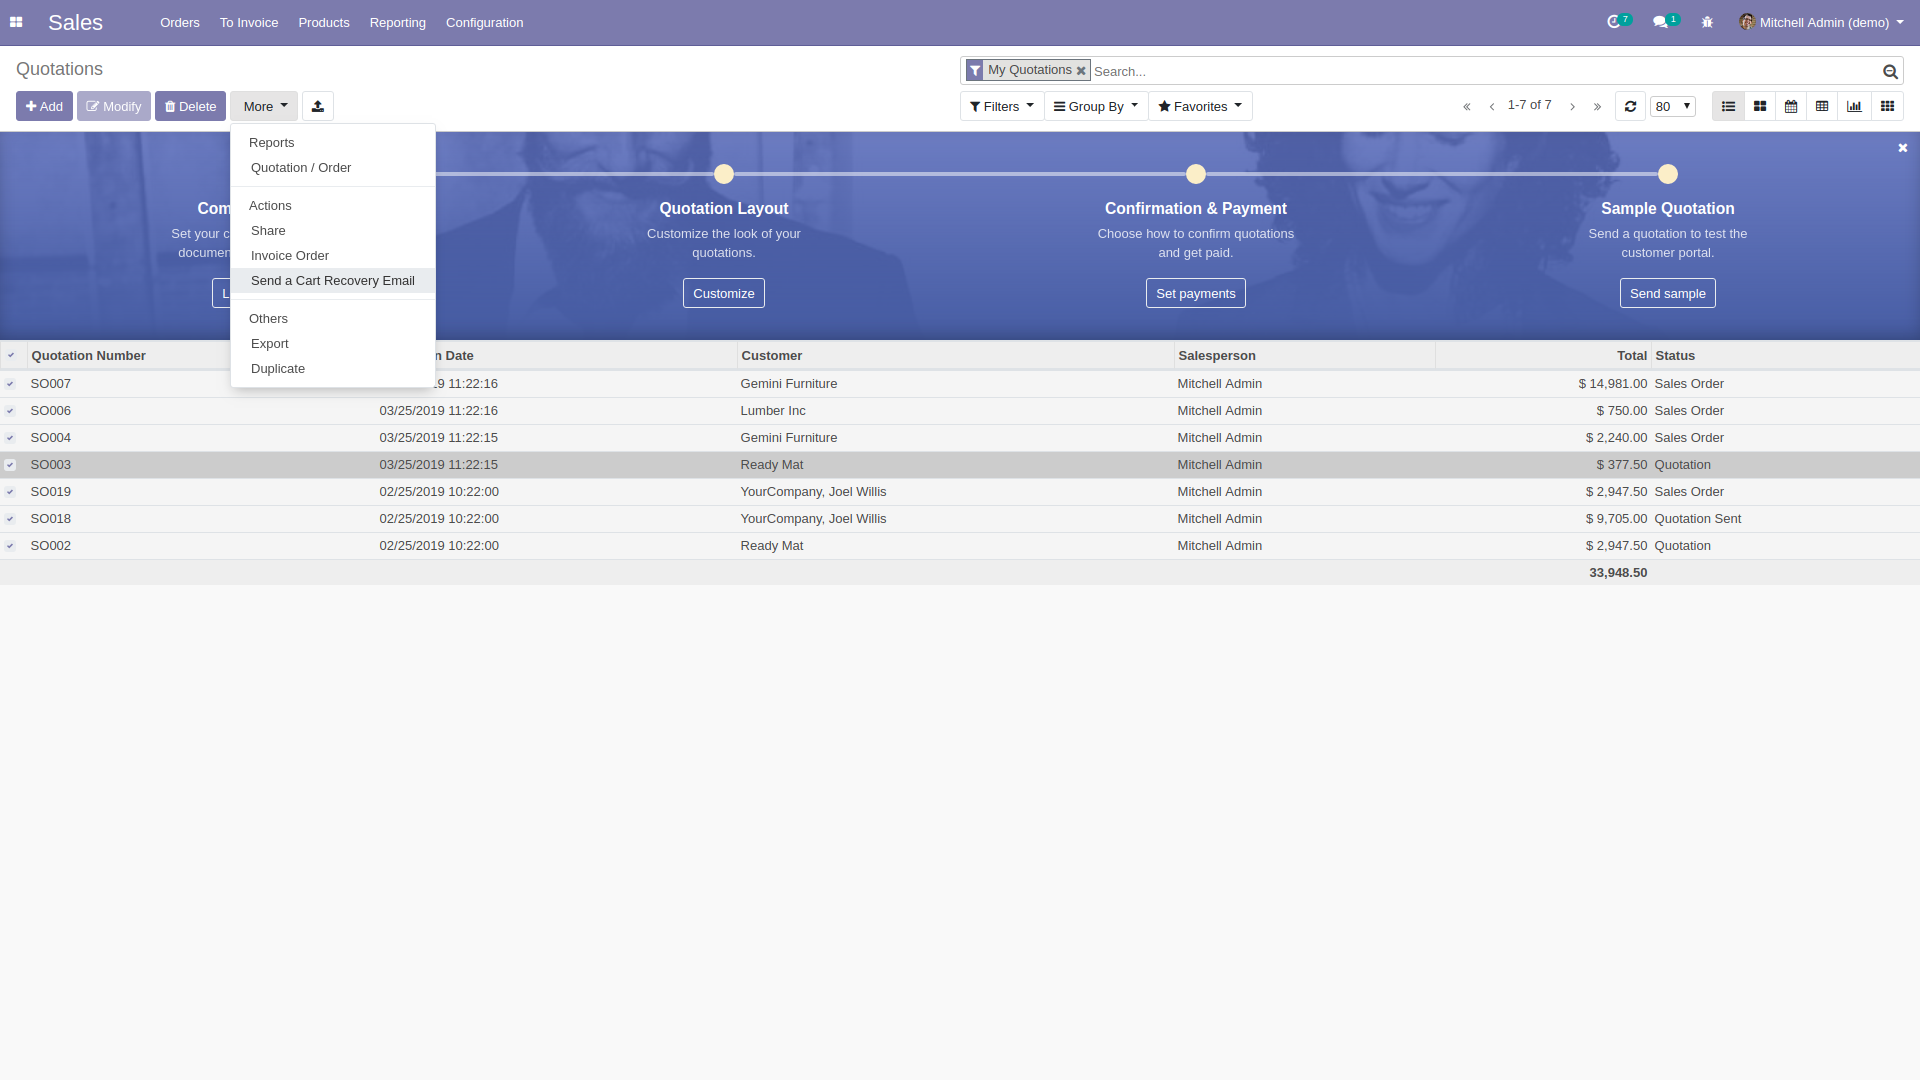 Sales Orders To Invoice Products Reporting Configuration 7 1 Mitchell Admin (demo)
Quotations My Quotations Search...
Add Modify Delete More Filters Group By Favorites 1-7 of 7 80
Reports
Quotation / Order
Actions
Share
Invoice Order
Send a Cart Recovery Email
Others
Export
Duplicate
Com
Set your c
documen
L
Quotation Layout
Customize the look of your
quotations.
Customize
Confirmation & Payment
Choose how to confirm quotations
and get paid.
Set payments
Sample Quotation
Send a quotation to test the
customer portal.
Send sample
Quotation Number n Date Customer Salesperson Total Status
SO007 19 11:22:16 Gemini Furniture Mitchell Admin $ 14,981.00 Sales Order
SO006 03/25/2019 11:22:16 Lumber Inc Mitchell Admin $ 750.00 Sales Order
SO004 03/25/2019 11:22:15 Gemini Furniture Mitchell Admin $ 2,240.00 Sales Order
SO003 03/25/2019 11:22:15 Ready Mat Mitchell Admin $ 377.50 Quotation
SO019 02/25/2019 10:22:00 YourCompany, Joel Willis Mitchell Admin $ 2,947.50 Sales Order
SO018 02/25/2019 10:22:00 YourCompany, Joel Willis Mitchell Admin $ 9,705.00 Quotation Sent
SO002 02/25/2019 10:22:00 Ready Mat Mitchell Admin $ 2,947.50 Quotation
33,948.50